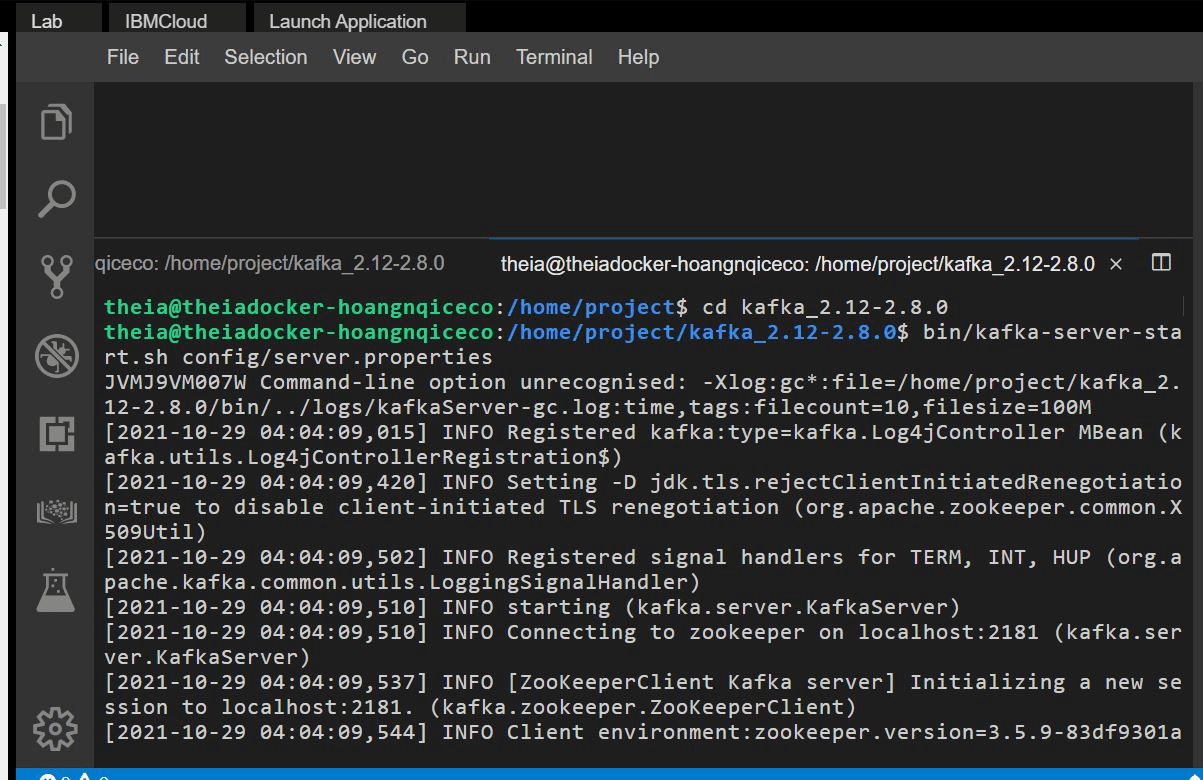 Lab IBMCloud Launch Application
File Edit Selection View Go Run Terminal Help
qiceco: /home/project/kafka_2.12-2.8.0 theia@theiadocker-hoangnqiceco: /home/project/kafka_2.12-2.8.0 ×
theia@theiadocker-hoangnqiceco:/home/project$ cd kafka_2.12-2.8.0
theia@theiadocker-hoangnqiceco:/home/project/kafka_2.12-2.8.0$ bin/kafka-server-sta
rt.sh config/server.properties
JVMJ9VM007W Command-line option unrecognised: -Xlog:gc*:file=/home/project/kafka_2.
12-2.8.0/bin/../logs/kafkaServer-gc.log:time,tags:filecount=10,filesize=100M
[2021-10-29 04:04:09,015] INFO Registered kafka:type=kafka.Log4jController MBean (k
afka.utils.Log4jControllerRegistration$)
[2021-10-29 04:04:09,420] INFO Setting -D jdk.tls.rejectClientInitiatedRenegotiatio
n=true to disable client-initiated TLS renegotiation (org.apache.zookeeper.common.X
509Util)
[2021-10-29 04:04:09,502] INFO Registered signal handlers for TERM, INT, HUP (org.a
pache.kafka.common.utils.LoggingSignalHandler)
[2021-10-29 04:04:09,510] INFO starting (kafka.server.KafkaServer)
[2021-10-29 04:04:09,510] INFO Connecting to zookeeper on localhost:2181 (kafka.ser
ver.KafkaServer)
[2021-10-29 04:04:09,537] INFO [ZooKeeperClient Kafka server] Initializing a new se
ssion to localhost:2181. (kafka.zookeeper.ZooKeeperClient)
[2021-10-29 04:04:09,544] INFO Client environment:zookeeper.version=3.5.9-83df9301a